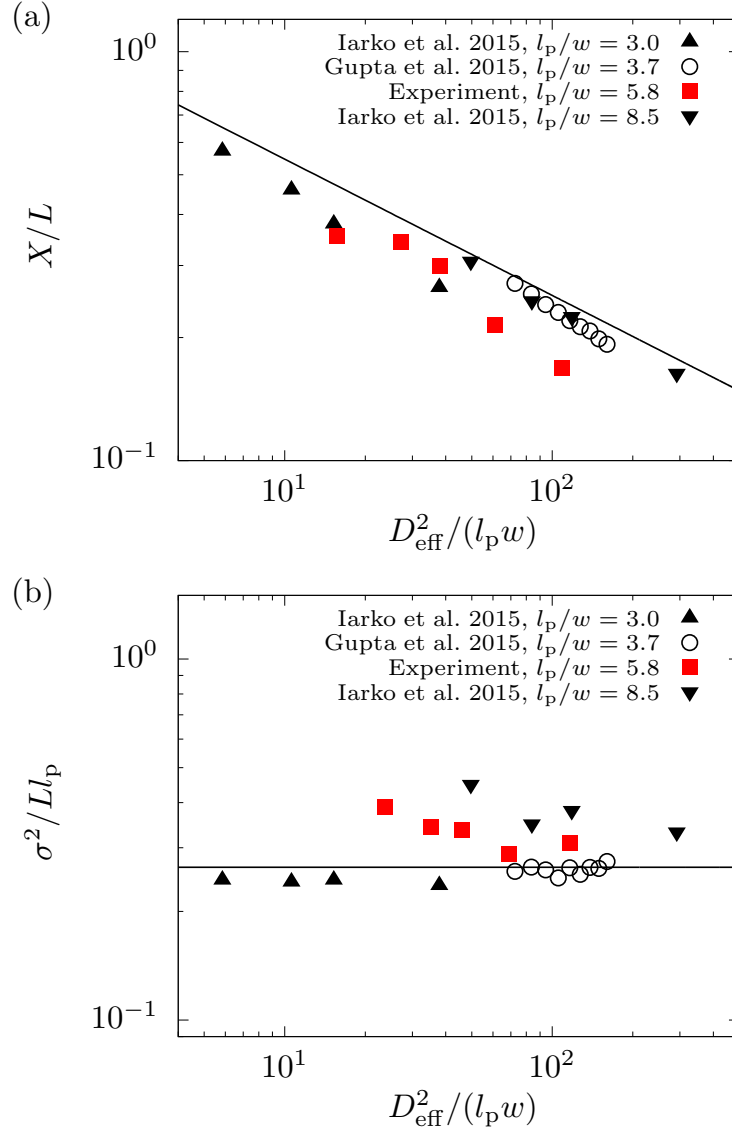 (a)
10^0
Iarko et al. 2015, l_p/w = 3.0
Gupta et al. 2015, l_p/w = 3.7
Experiment, l_p/w = 5.8
Iarko et al. 2015, l_p/w = 8.5
X/L
10^-1
10^1
10^2
D_eff^2/(l_p w)
(b)
10^0
Iarko et al. 2015, l_p/w = 3.0
Gupta et al. 2015, l_p/w = 3.7
Experiment, l_p/w = 5.8
Iarko et al. 2015, l_p/w = 8.5
σ^2/Ll_p
10^-1
10^1
10^2
D_eff^2/(l_p w)